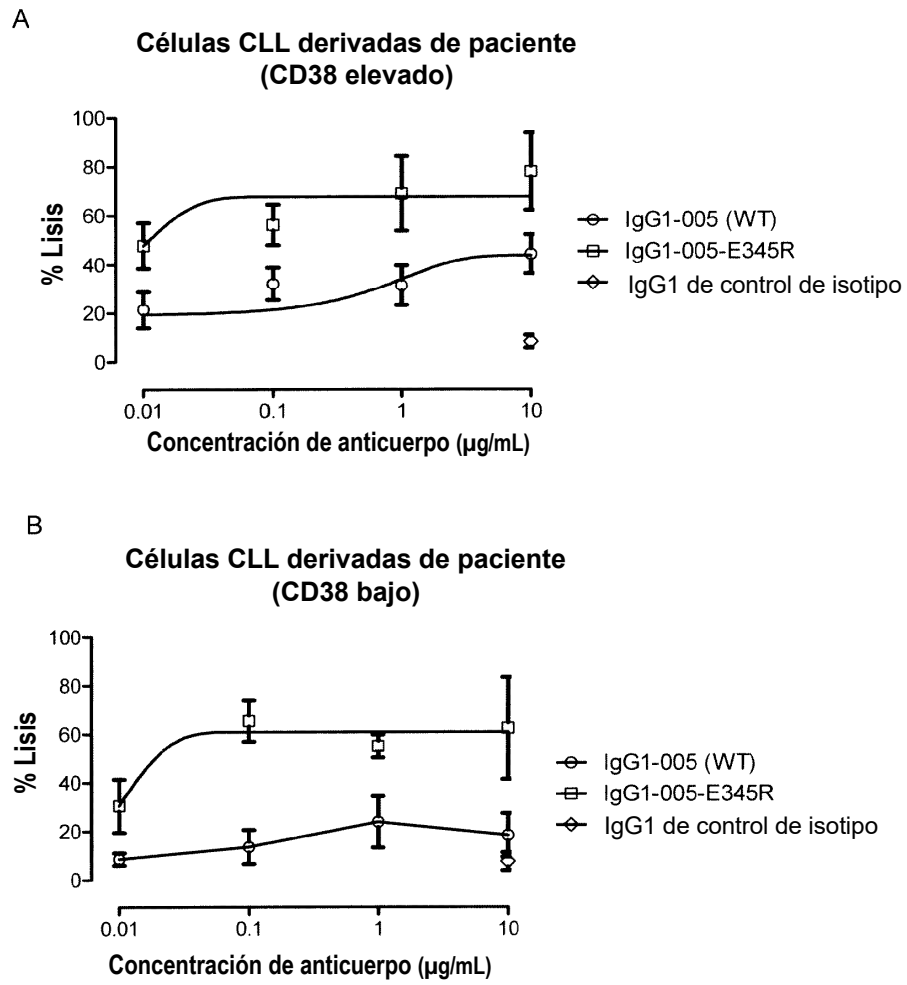 A
Células CLL derivadas de paciente
(CD38 elevado)
% Lisis
100
80
60
40
20
0
0.01
0.1
1
10
Concentración de anticuerpo (µg/mL)
IgG1-005 (WT)
IgG1-005-E345R
IgG1 de control de isotipo
B
Células CLL derivadas de paciente
(CD38 bajo)
% Lisis
100
80
60
40
20
0
0.01
0.1
1
10
Concentración de anticuerpo (µg/mL)
IgG1-005 (WT)
IgG1-005-E345R
IgG1 de control de isotipo